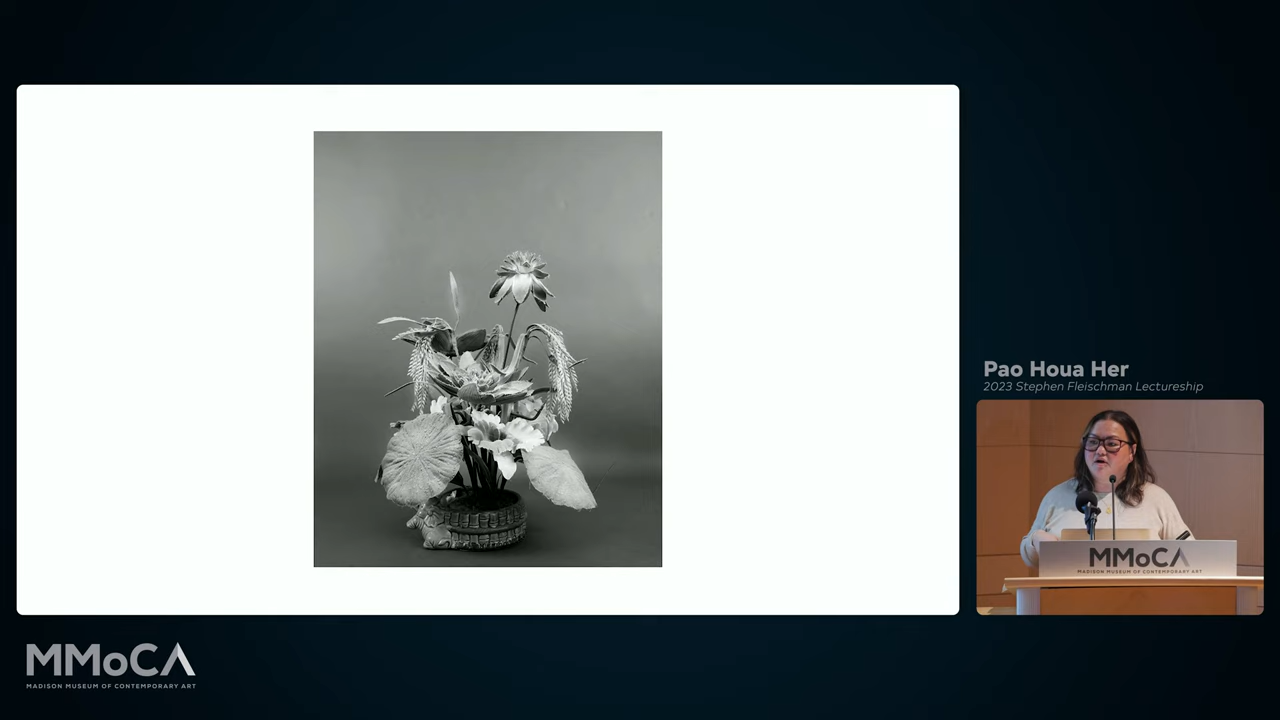 Pao Houa Her
2023 Stephen Fleischman Lectureship
MMoCA
MADISON MUSEUM OF CONTEMPORARY ART
MMoCA
MADISON MUSEUM OF CONTEMPORARY ART